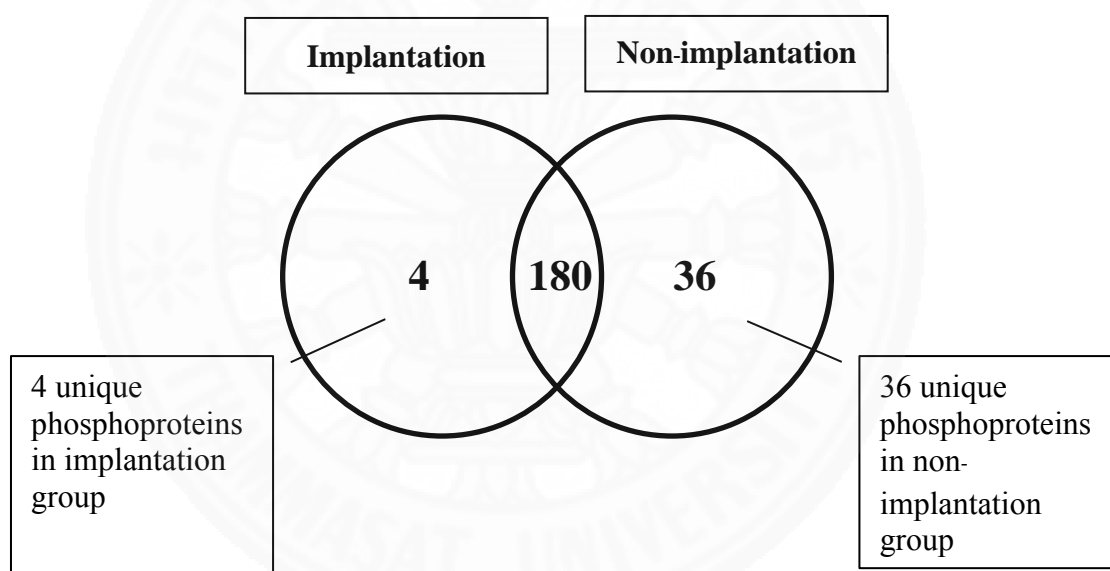 Implantation
Non-implantation
4
180
36
4 unique
phosphoproteins
in implantation
group
36 unique
phosphoproteins
in non-
implantation
group